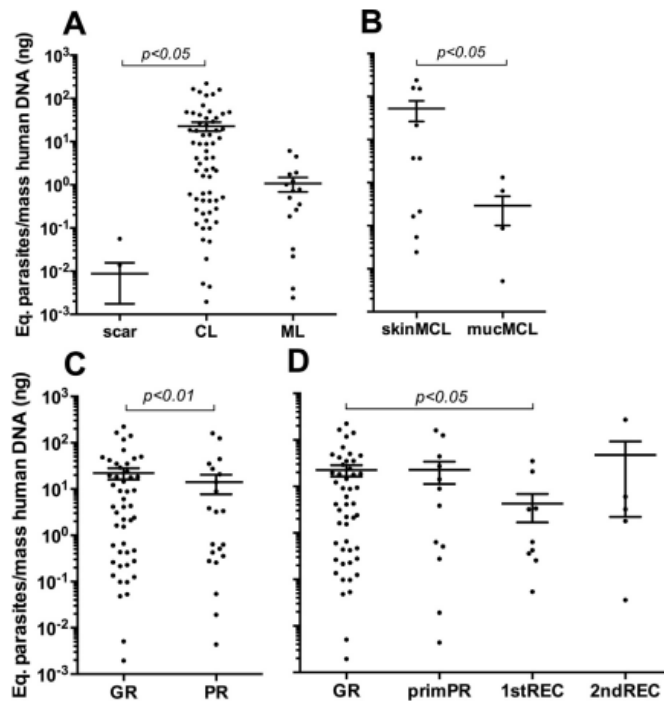 A
B
p<0.05
p<0.05
Eq. parasites/mass human DNA (ng)
10³
10²
10¹
10⁰
10⁻¹
10⁻²
10⁻³
scar CL ML
skinMCL mucMCL
C
D
p<0.01
p<0.05
Eq. parasites/mass human DNA (ng)
10³
10²
10¹
10⁰
10⁻¹
10⁻²
10⁻³
GR PR
GR primPR 1stREC 2ndREC